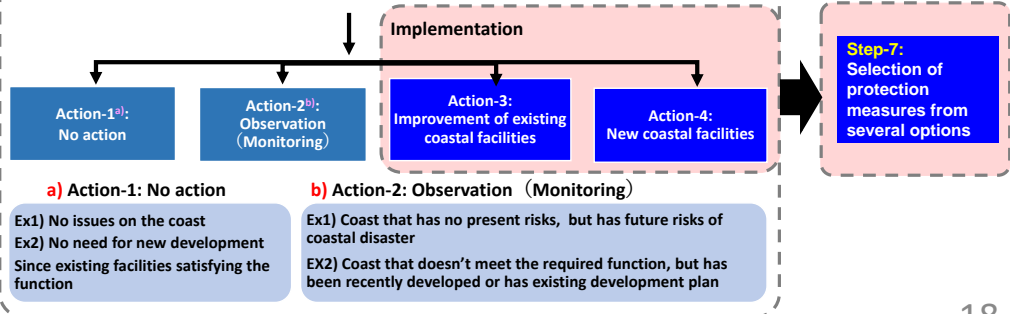 Implementation
Action-1a):
No action
Action-2b):
Observation
（Monitoring）
Action-3:
Improvement of existing
coastal facilities
Action-4:
New coastal facilities
Step-7:
Selection of
protection
measures from
several options
a) Action-1: No action
Ex1) No issues on the coast
Ex2) No need for new development
Since existing facilities satisfying the
function
b) Action-2: Observation（Monitoring）
Ex1) Coast that has no present risks,  but has future risks of
coastal disaster
EX2) Coast that doesn’t meet the required function, but has
been recently developed or has existing development plan
18